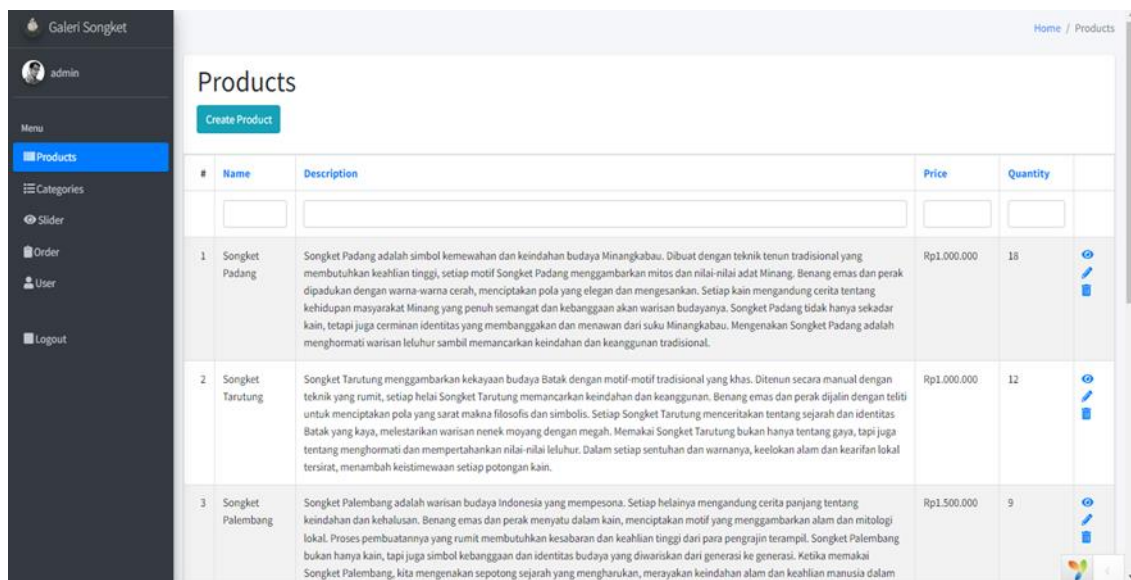 Galeri Songket
Home / Products
admin
Products
Create Product
Menu
Products
Categories
Slider
Order
User
Logout
# Name Description Price Quantity
1 Songket Padang
Songket Padang adalah simbol kemewahan dan keindahan budaya Minangkabau. Dibuat dengan teknik tenun tradisional yang
membutuhkan keahlian tinggi, setiap motif Songket Padang menggambarkan mitos dan nilai-nilai adat Minang. Benang emas dan perak
dipadukan dengan warna-warna cerah, menciptakan pola yang elegan dan mengesankan. Setiap kain mengandung cerita tentang
kehidupan masyarakat Minang yang penuh semangat dan kebanggaan akan warisan budayanya. Songket Padang tidak hanya sekadar
kain, tetapi juga cerminan identitas yang membanggakan dan menawan dari suku Minangkabau. Mengenakan Songket Padang adalah
menghormati warisan leluhur sambil memancarkan keindahan dan keanggunan tradisional.
Rp1.000.000 18
2 Songket Tarutung
Songket Tarutung menggambarkan kekayaan budaya Batak dengan motif-motif tradisional yang khas. Ditenun secara manual dengan
teknik yang rumit, setiap helai Songket Tarutung memancarkan keindahan dan keanggunan. Benang emas dan perak dijalin dengan teliti
untuk menciptakan pola yang sarat makna filosofis dan simbolis. Setiap Songket Tarutung menceritakan tentang sejarah dan identitas
Batak yang kaya, melestarikan warisan nenek moyang dengan megah. Memakai Songket Tarutung bukan hanya tentang gaya, tapi juga
tentang menghormati dan mempertahankan nilai-nilai leluhur. Dalam setiap sentuhan dan warnanya, keelokan alam dan kearifan lokal
tersirat, menambah keistimewaan setiap potongan kain.
Rp1.000.000 12
3 Songket Palembang
Songket Palembang adalah warisan budaya Indonesia yang mempesona. Setiap helainya mengandung cerita panjang tentang
keindahan dan kehalusan. Benang emas dan perak menyatu dalam kain, menciptakan motif yang menggambarkan alam dan mitologi
lokal. Proses pembuatannya yang rumit membutuhkan kesabaran dan keahlian tinggi dari para pengrajin terampil. Songket Palembang
bukan hanya kain, tapi juga simbol kebanggaan dan identitas budaya yang diwariskan dari generasi ke generasi. Ketika memakai
Songket Palembang, kita mengenakan sepotong sejarah yang mengharukan, merayakan keindahan alam dan keahlian manusia dalam
Rp1.500.000 9